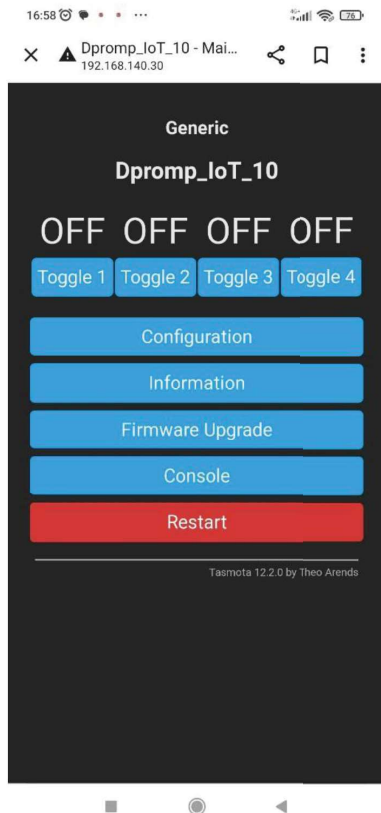 16:58
4G
76
Dpromp_IoT_10 - Mai...
192.168.140.30
Generic
Dpromp_IoT_10
OFF OFF OFF OFF
Toggle 1 Toggle 2 Toggle 3 Toggle 4
Configuration
Information
Firmware Upgrade
Console
Restart
Tasmota 12.2.0 by Theo Arends